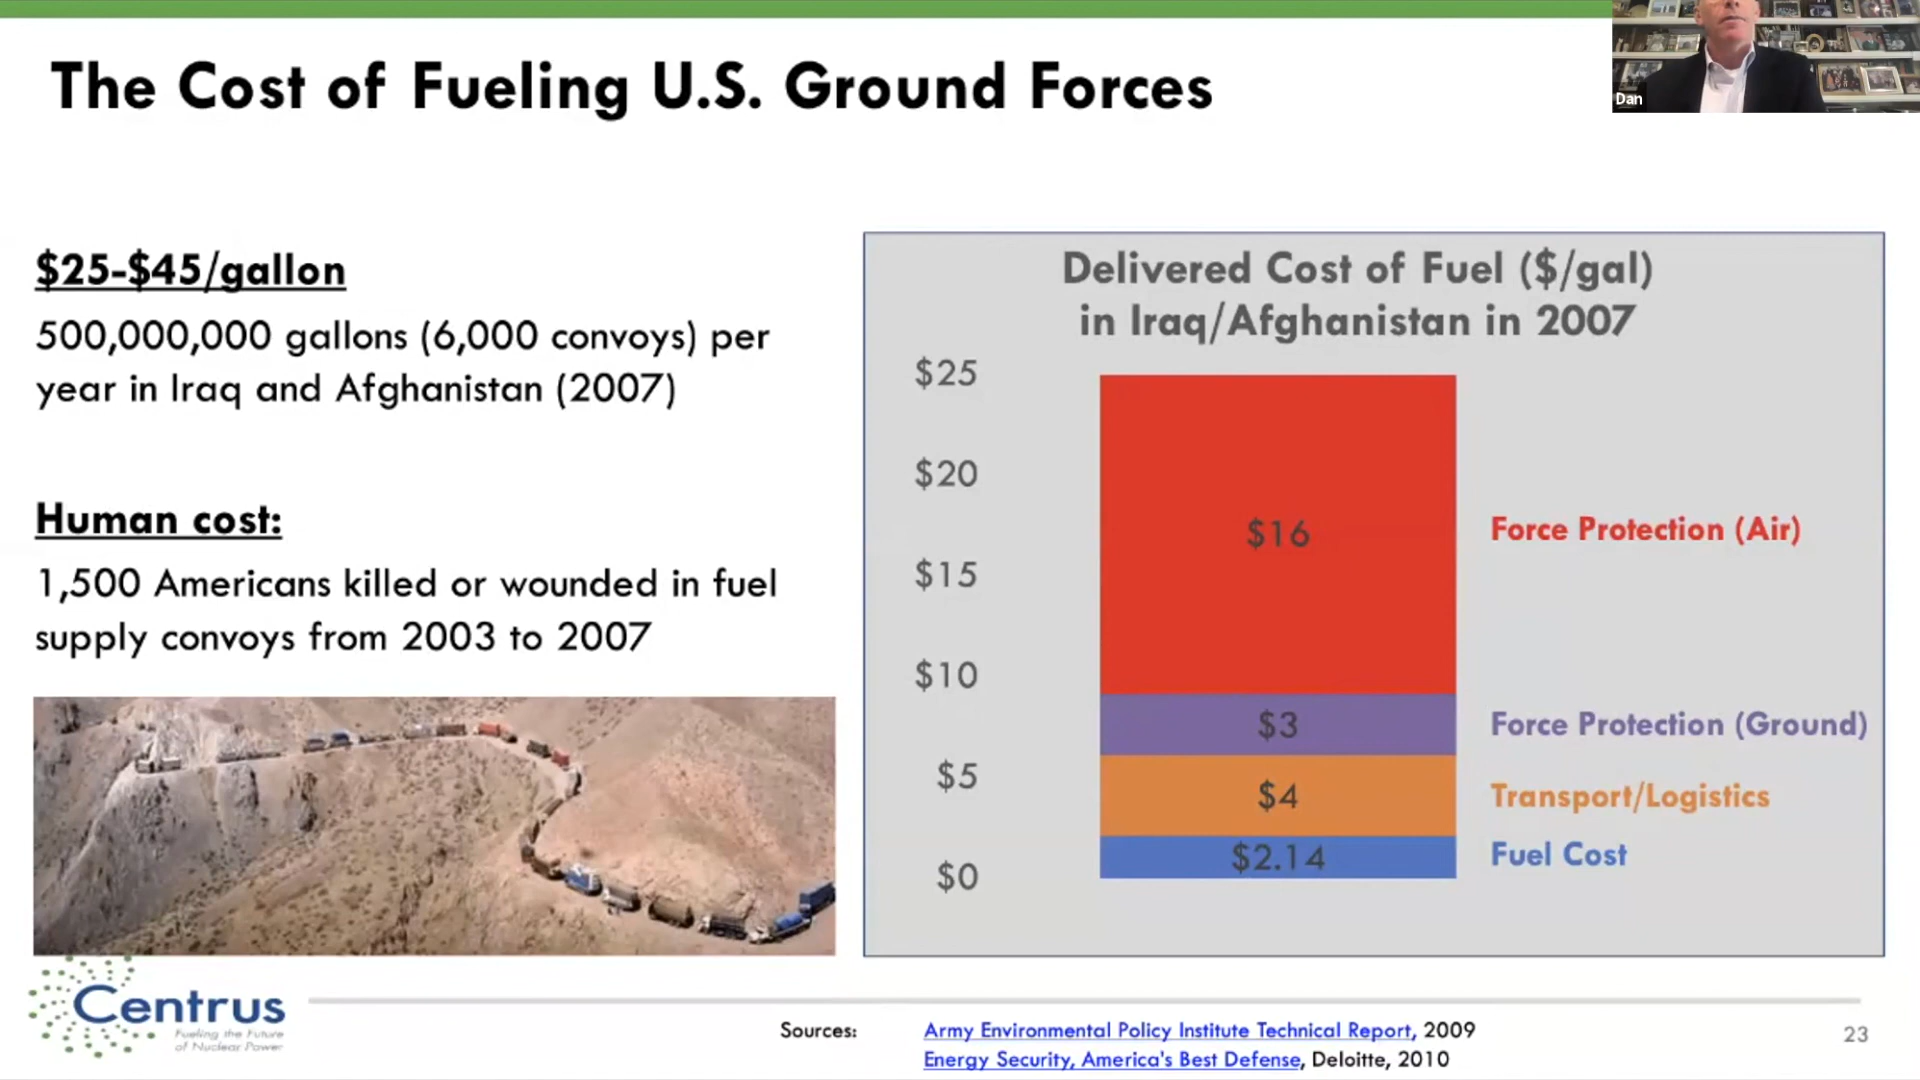 The Cost of Fueling U.S. Ground Forces
Dan
$25-$45/gallon
500,000,000 gallons (6,000 convoys) per
year in Iraq and Afghanistan (2007)
Human cost:
1,500 Americans killed or wounded in fuel
supply convoys from 2003 to 2007
Delivered Cost of Fuel ($/gal)
in Iraq/Afghanistan in 2007
$25
$20
$15
$10
$5
$0
$16
$3
$4
$2.14
Force Protection (Air)
Force Protection (Ground)
Transport/Logistics
Fuel Cost
Centrus
Fueling the Future
of Nuclear Power
Sources: Army Environmental Policy Institute Technical Report, 2009
Energy Security, America's Best Defense, Deloitte, 2010
23